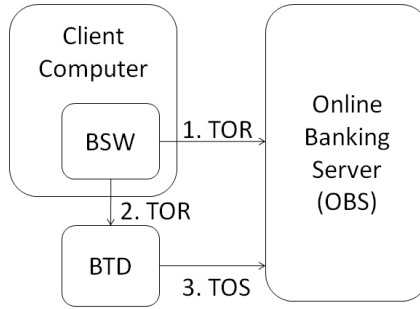 Client
Computer
BSW
1. TOR
2. TOR
BTD
3. TOS
Online
Banking
Server
(OBS)